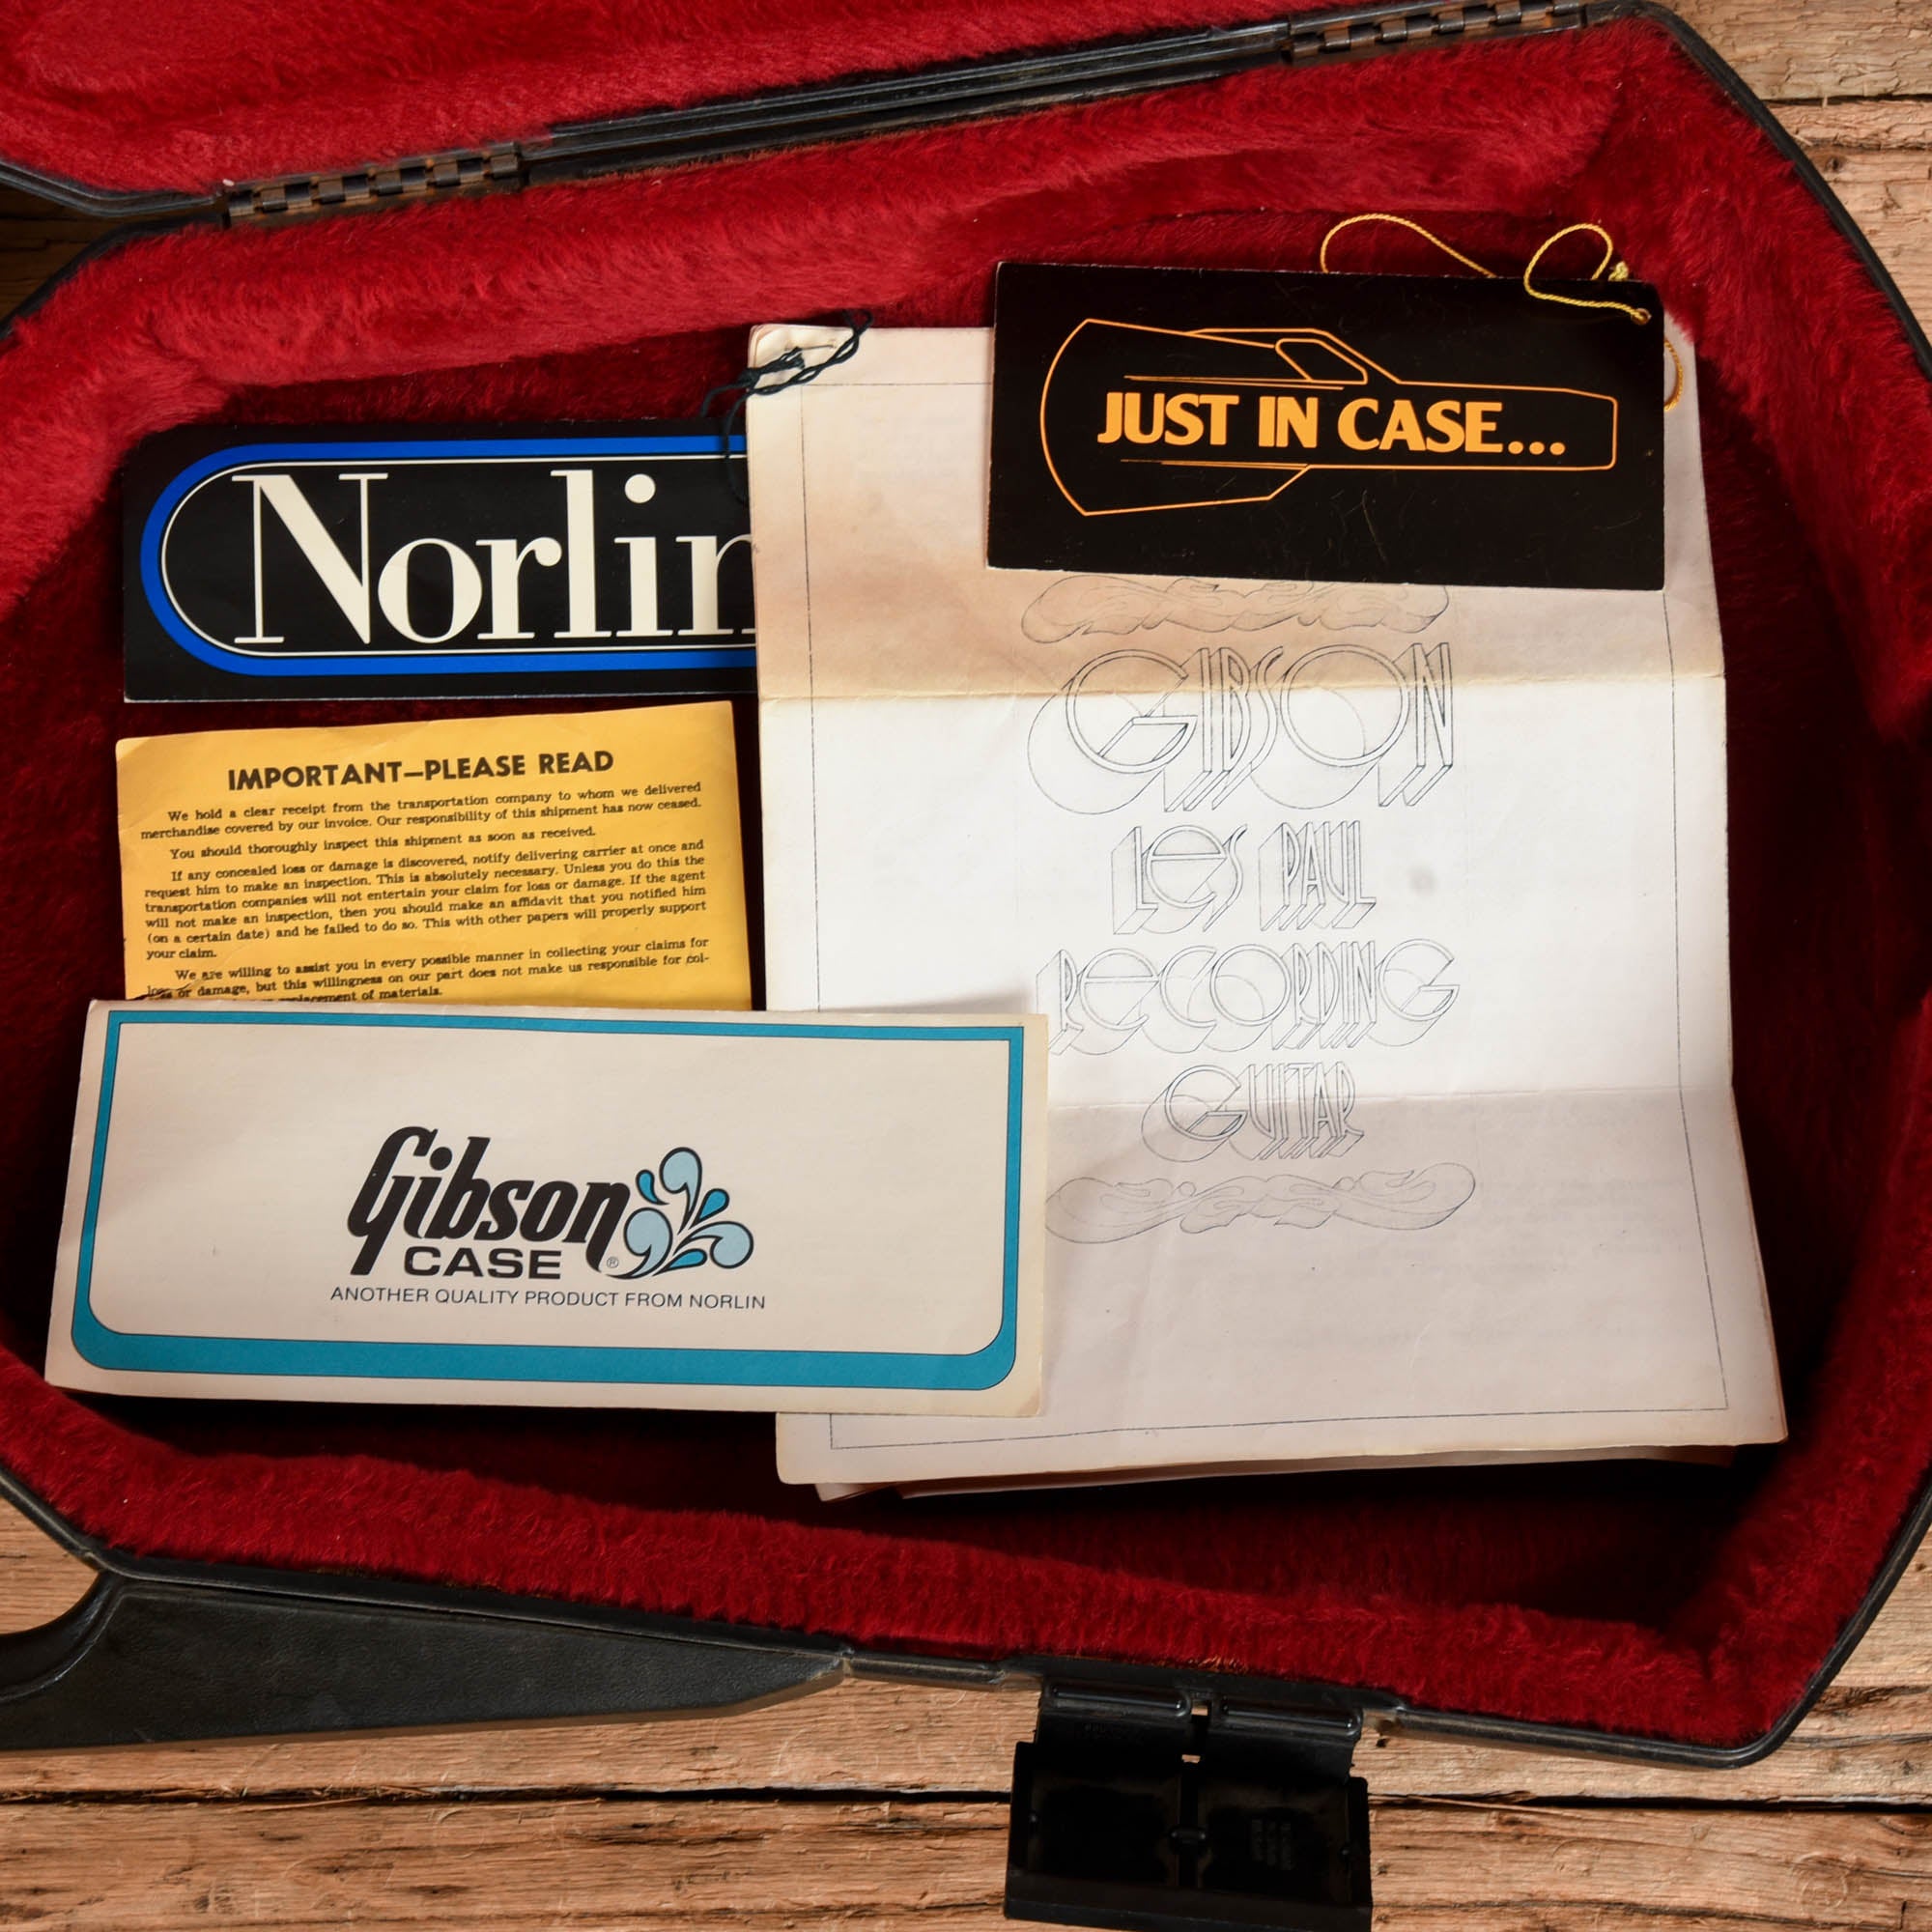 JUST IN CASE...
Norlin
IMPORTANT—PLEASE READ
We hold a clear receipt from the transportation company to whom we delivered
merchandise covered by our invoice. Our responsibility of this shipment has now ceased.
You should thoroughly inspect this shipment as soon as received.
If any concealed loss or damage is discovered, notify delivering carrier at once and
request him to make an inspection. This is absolutely necessary. Unless you do this the
transportation companies will not entertain your claim for loss or damage. If the agent
will not make an inspection, then you should make an affidavit that you notified him
(on a certain date) and he failed to do so. This with other papers will properly support
your claim.
We are willing to assist you in every possible manner in collecting your claims for
loss or damage, but this willingness on our part does not make us responsible for col-
replacement of materials.
GIBSON
LES PAUL
RECORDING
GUITAR
Gibson®
CASE
ANOTHER QUALITY PRODUCT FROM NORLIN